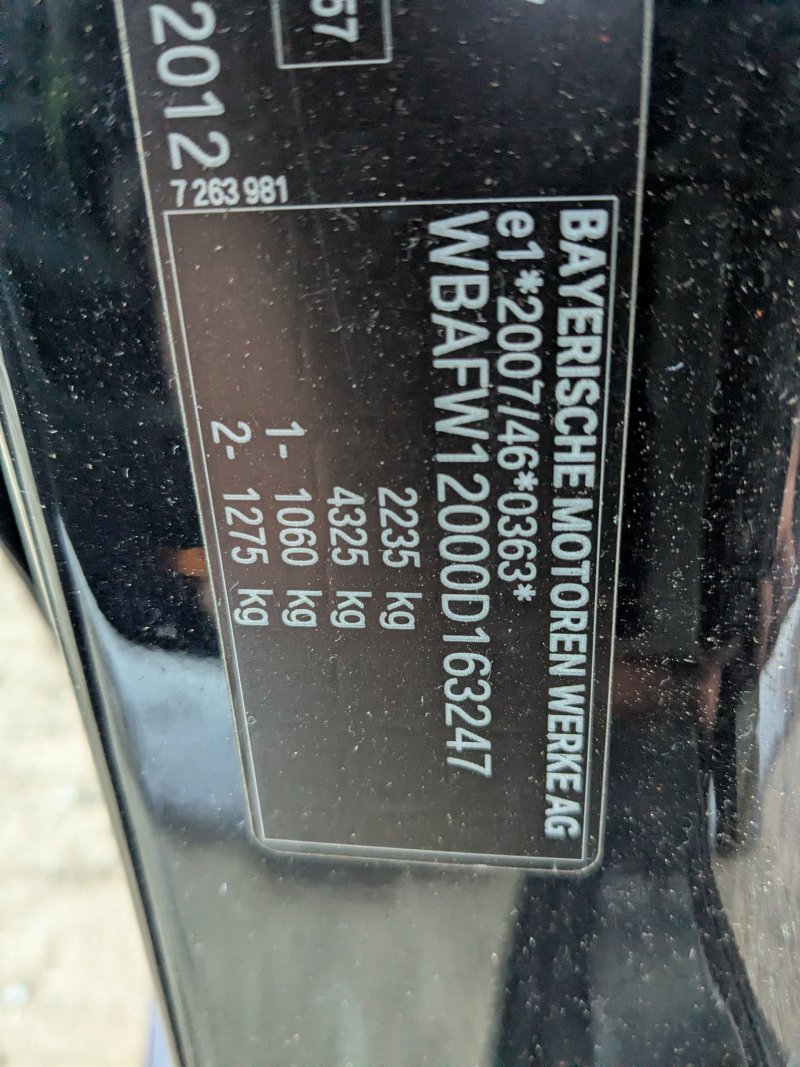 57
2012
7 263 981
BAYERISCHE MOTOREN WERKE AG
e1*2007/46*0363*
WBAFW12000D163247
2235 kg
4325 kg
1- 1060 kg
2- 1275 kg